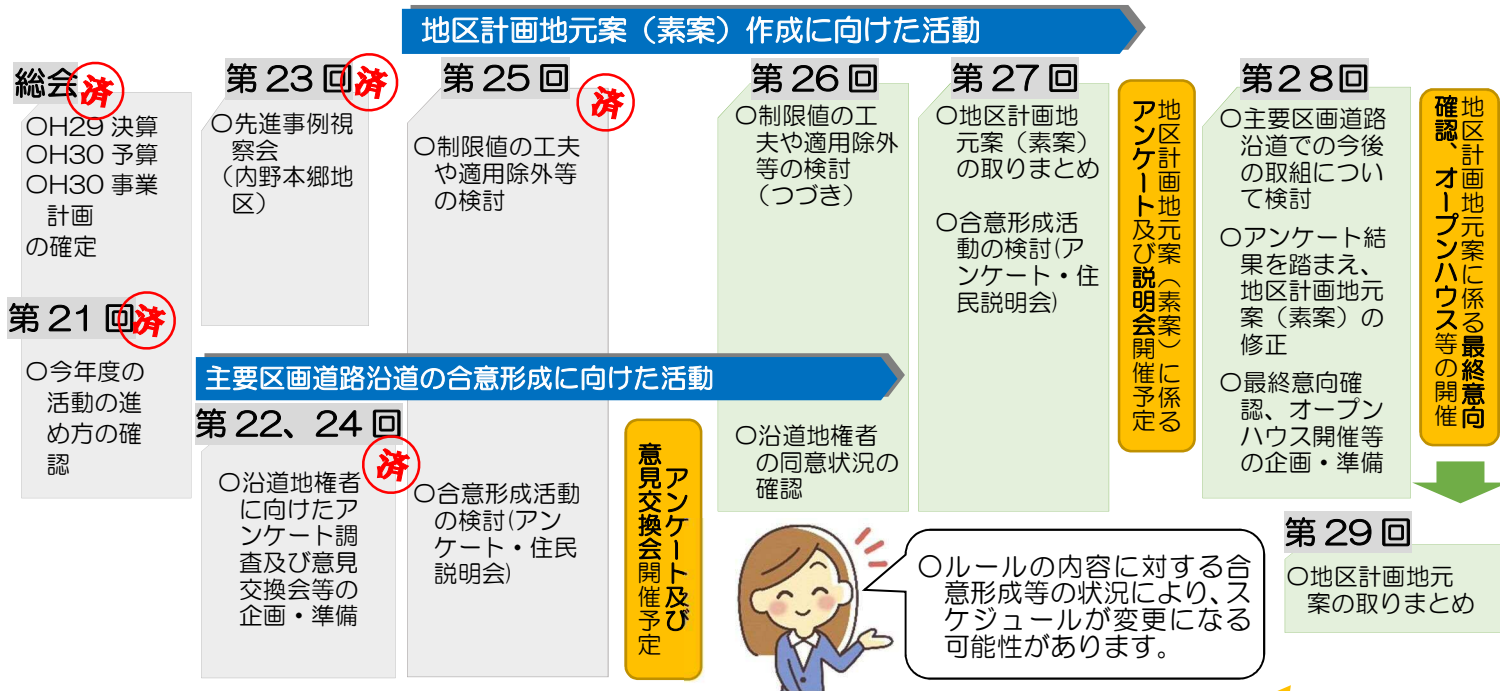 地区計画地元案（素案）作成に向けた活動
総会
済
〇H29 決算
〇H30 予算
〇H30 事業
計画
の確定
第 21 回
済
〇今年度の
活動の進
め方の確
認
第 23 回
済
〇先進事例視
察会
（内野本郷地
区）
第 25 回
済
〇制限値の工夫
や適用除外等
の検討
主要区画道路沿道の合意形成に向けた活動
第 22、24 回
済
〇沿道地権者
に向けたア
ンケート調
査及び意見
交換会等の
企画・準備
〇合意形成活動
の検討(アン
ケート・住民
説明会)
アンケート及び
意見交換会開催予定
第 26 回
〇制限値の工
夫や適用除外
等の検討
（つづき）
〇沿道地権者
の同意状況の
確認
第 27 回
〇地区計画地
元案（素案）
の取りまとめ
〇合意形成活
動の検討(ア
ンケート・住
民説明会)
地区計画地元案（素案）に係る
アンケート及び説明会開催予定
第２８回
〇主要区画道路
沿道での今後
の取組につい
て検討
〇アンケート結
果を踏まえ、
地区計画地元
案（素案）の
修正
〇最終意向確
認、オープン
ハウス開催等
の企画・準備
地区計画地元案に係る最終意向
確認、オープンハウス等の開催
第 29 回
〇地区計画地元
案の取りまとめ
〇ルールの内容に対する合
意形成等の状況により、ス
ケジュールが変更になる
可能性があります。